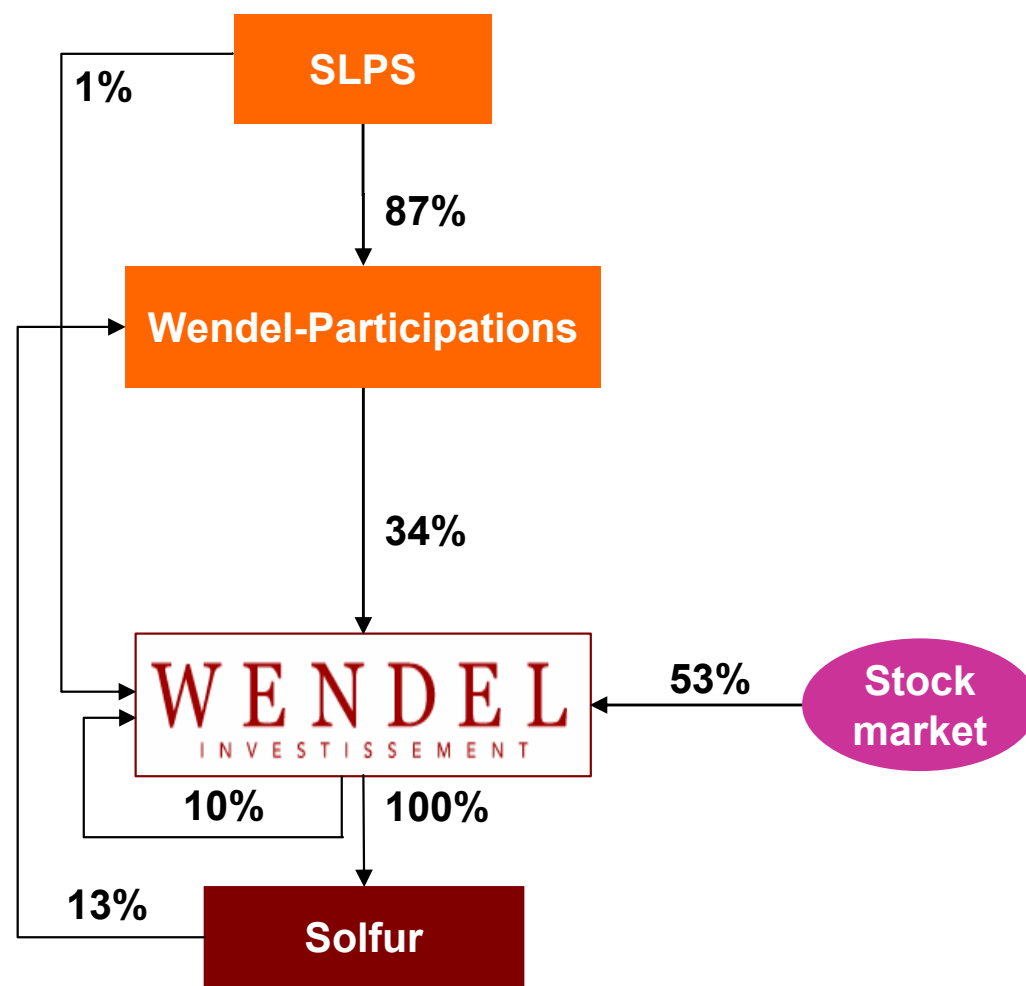 SLPS
1%
87%
Wendel-Participations
34%
WENDEL
INVESTISSEMENT
53%
Stock
market
10%
100%
13%
Solfur